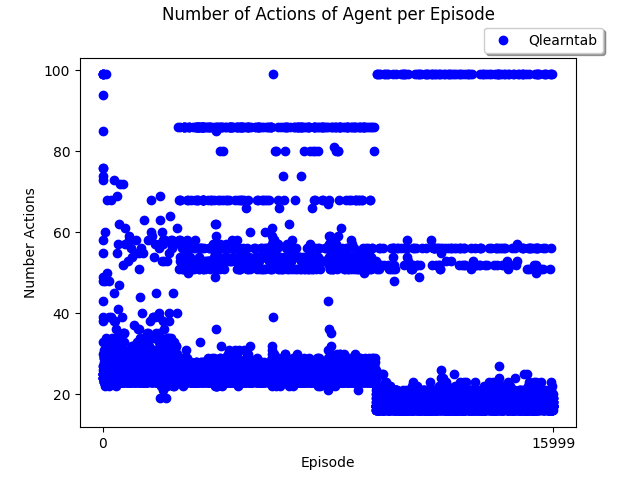 Number of Actions of Agent per Episode
Qlearntab
100
80
60
40
20
Number Actions
0
15999
Episode